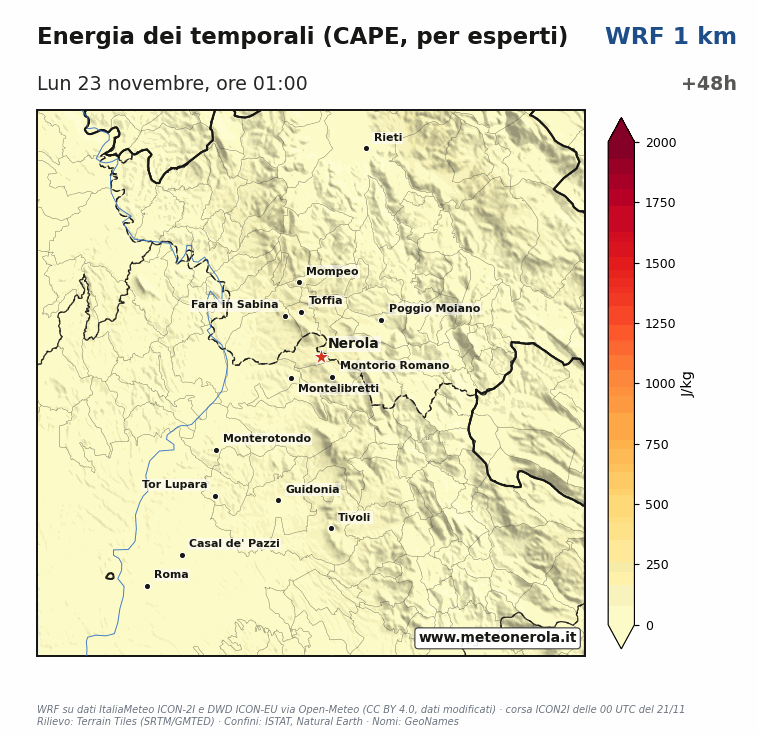 Energia dei temporali (CAPE, per esperti)
WRF 1 km
Lun 23 novembre, ore 01:00
+48h
Rieti
Mompeo
Toffia
Fara in Sabina
Poggio Moiano
Nerola
Montorio Romano
Montelibretti
Monterotondo
Tor Lupara
Guidonia
Tivoli
Casal de' Pazzi
Roma
www.meteonerola.it
2000
1750
1500
1250
1000
750
500
250
0
J/kg
WRF su dati ItaliaMeteo ICON-2I e DWD ICON-EU via Open-Meteo (CC BY 4.0, dati modificati) · corsa ICON2I delle 00 UTC del 21/11
Rilievo: Terrain Tiles (SRTM/GMTED) · Confini: ISTAT, Natural Earth · Nomi: GeoNames